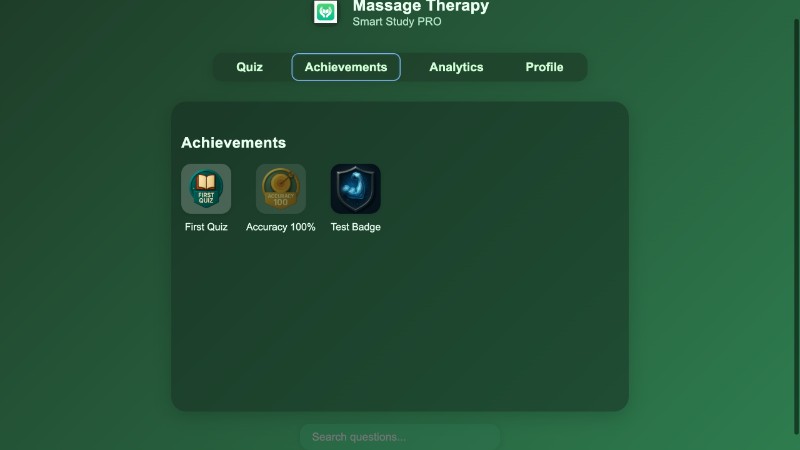 Massage Therapy
Smart Study PRO
Quiz Achievements Analytics Profile
Achievements
FIRST
QUIZ
ACCURACY
100
First Quiz Accuracy 100% Test Badge
Search questions...